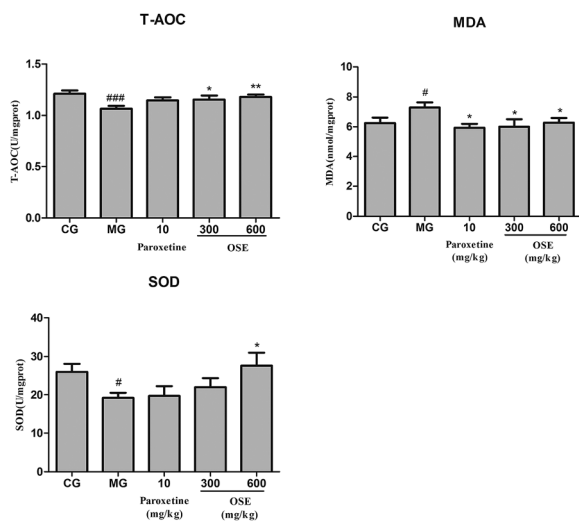 T-AOC
T-AOC(U/mgprot)
1.5
1.0
0.5
0.0
###
*
**
CG MG 10 300 600
Paroxetine OSE
MDA
MDA(nmol/mgprot)
10
8
6
4
2
0
#
* * *
CG MG 10 300 600
Paroxetine OSE
(mg/kg) (mg/kg)
SOD
SOD(U/mgprot)
40
30
20
10
0
#
*
CG MG 10 300 600
Paroxetine OSE
(mg/kg) (mg/kg)